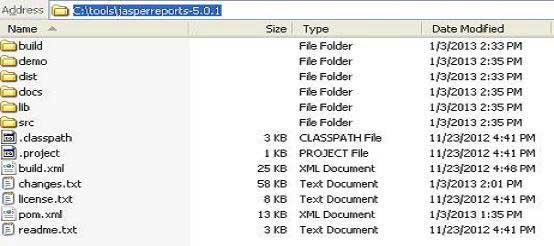 Address C:\tools\jasperreports-5.0.1
Name Size Type Date Modified
build File Folder 1/3/2013 2:33 PM
demo File Folder 1/3/2013 2:35 PM
dist File Folder 1/3/2013 2:33 PM
docs File Folder 1/3/2013 2:35 PM
lib File Folder 1/3/2013 2:35 PM
src File Folder 1/3/2013 2:35 PM
.classpath 3 KB CLASSPATH File 11/23/2012 4:41 PM
.project 1 KB PROJECT File 11/23/2012 4:41 PM
build.xml 25 KB XML Document 11/23/2012 4:48 PM
changes.txt 58 KB Text Document 1/3/2013 2:01 PM
license.txt 8 KB Text Document 11/23/2012 4:41 PM
pom.xml 13 KB XML Document 1/3/2013 1:35 PM
readme.txt 3 KB Text Document 11/23/2012 4:41 PM